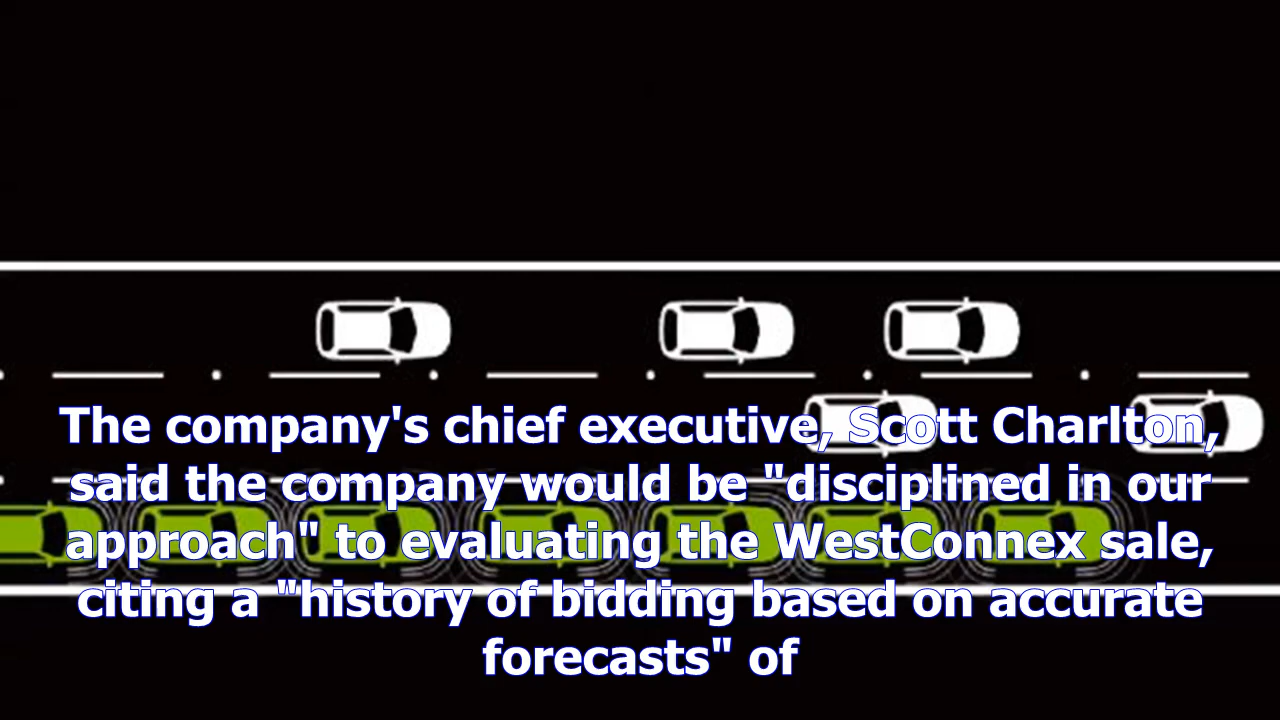 The company's chief executive, Scott Charlton,
said the company would be "disciplined in our
approach" to evaluating the WestConnex sale,
citing a "history of bidding based on accurate
forecasts" of